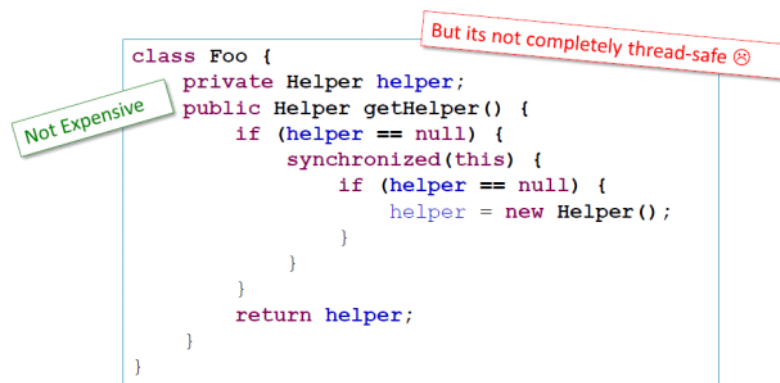 But its not completely thread-safe ☹
class Foo {
    private Helper helper;
Not Expensive
    public Helper getHelper() {
        if (helper == null) {
            synchronized(this) {
                if (helper == null) {
                    helper = new Helper();
                }
            }
        }
        return helper;
    }
}